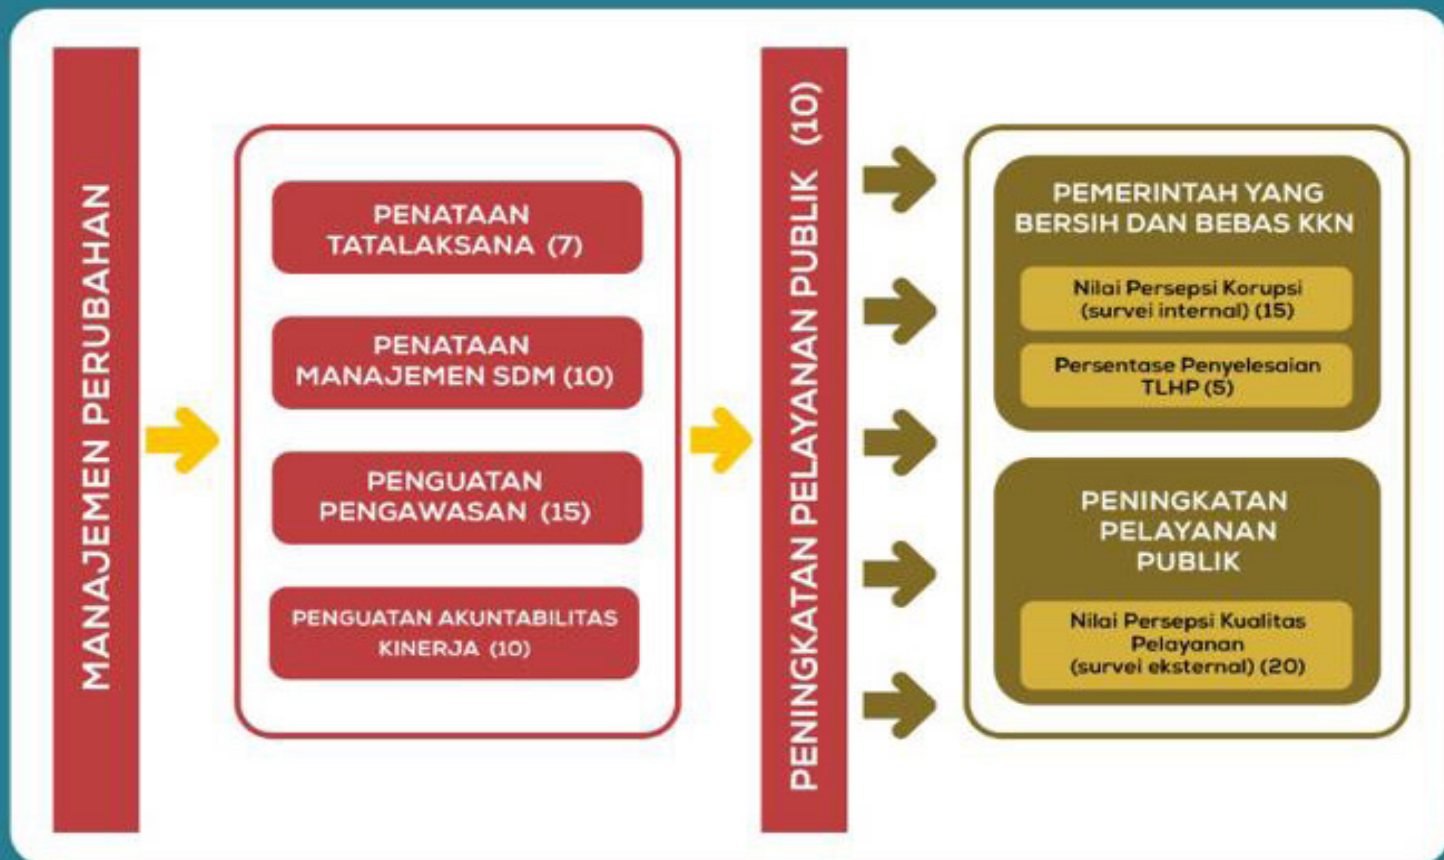 MANAJEMEN PERUBAHAN
PENATAAN
TATALAKSANA (7)
PENATAAN
MANAJEMEN SDM (10)
PENGUATAN
PENGAWASAN (15)
PENGUATAN AKUNTABILITAS
KINERJA (10)
PENINGKATAN PELAYANAN PUBLIK (10)
PEMERINTAH YANG
BERSIH DAN BEBAS KKN
Nilai Persepsi Korupsi
(survei internal) (15)
Persentase Penyelesaian
TLHP (5)
PENINGKATAN
PELAYANAN
PUBLIK
Nilai Persepsi Kualitas
Pelayanan
(survei eksternal) (20)